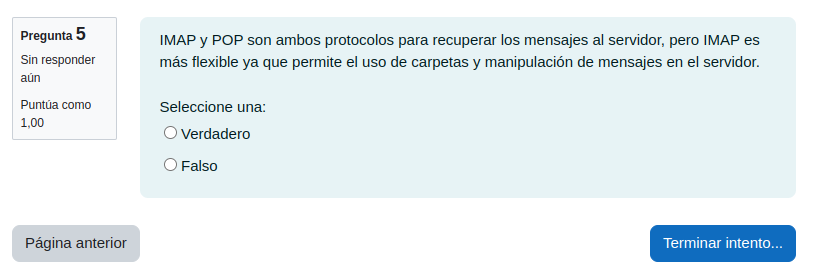 Pregunta 5
Sin responder
aún
Puntúa como
1,00
IMAP y POP son ambos protocolos para recuperar los mensajes al servidor, pero IMAP es
más flexible ya que permite el uso de carpetas y manipulación de mensajes en el servidor.
Seleccione una:
Verdadero
Falso
Página anterior
Terminar intento...